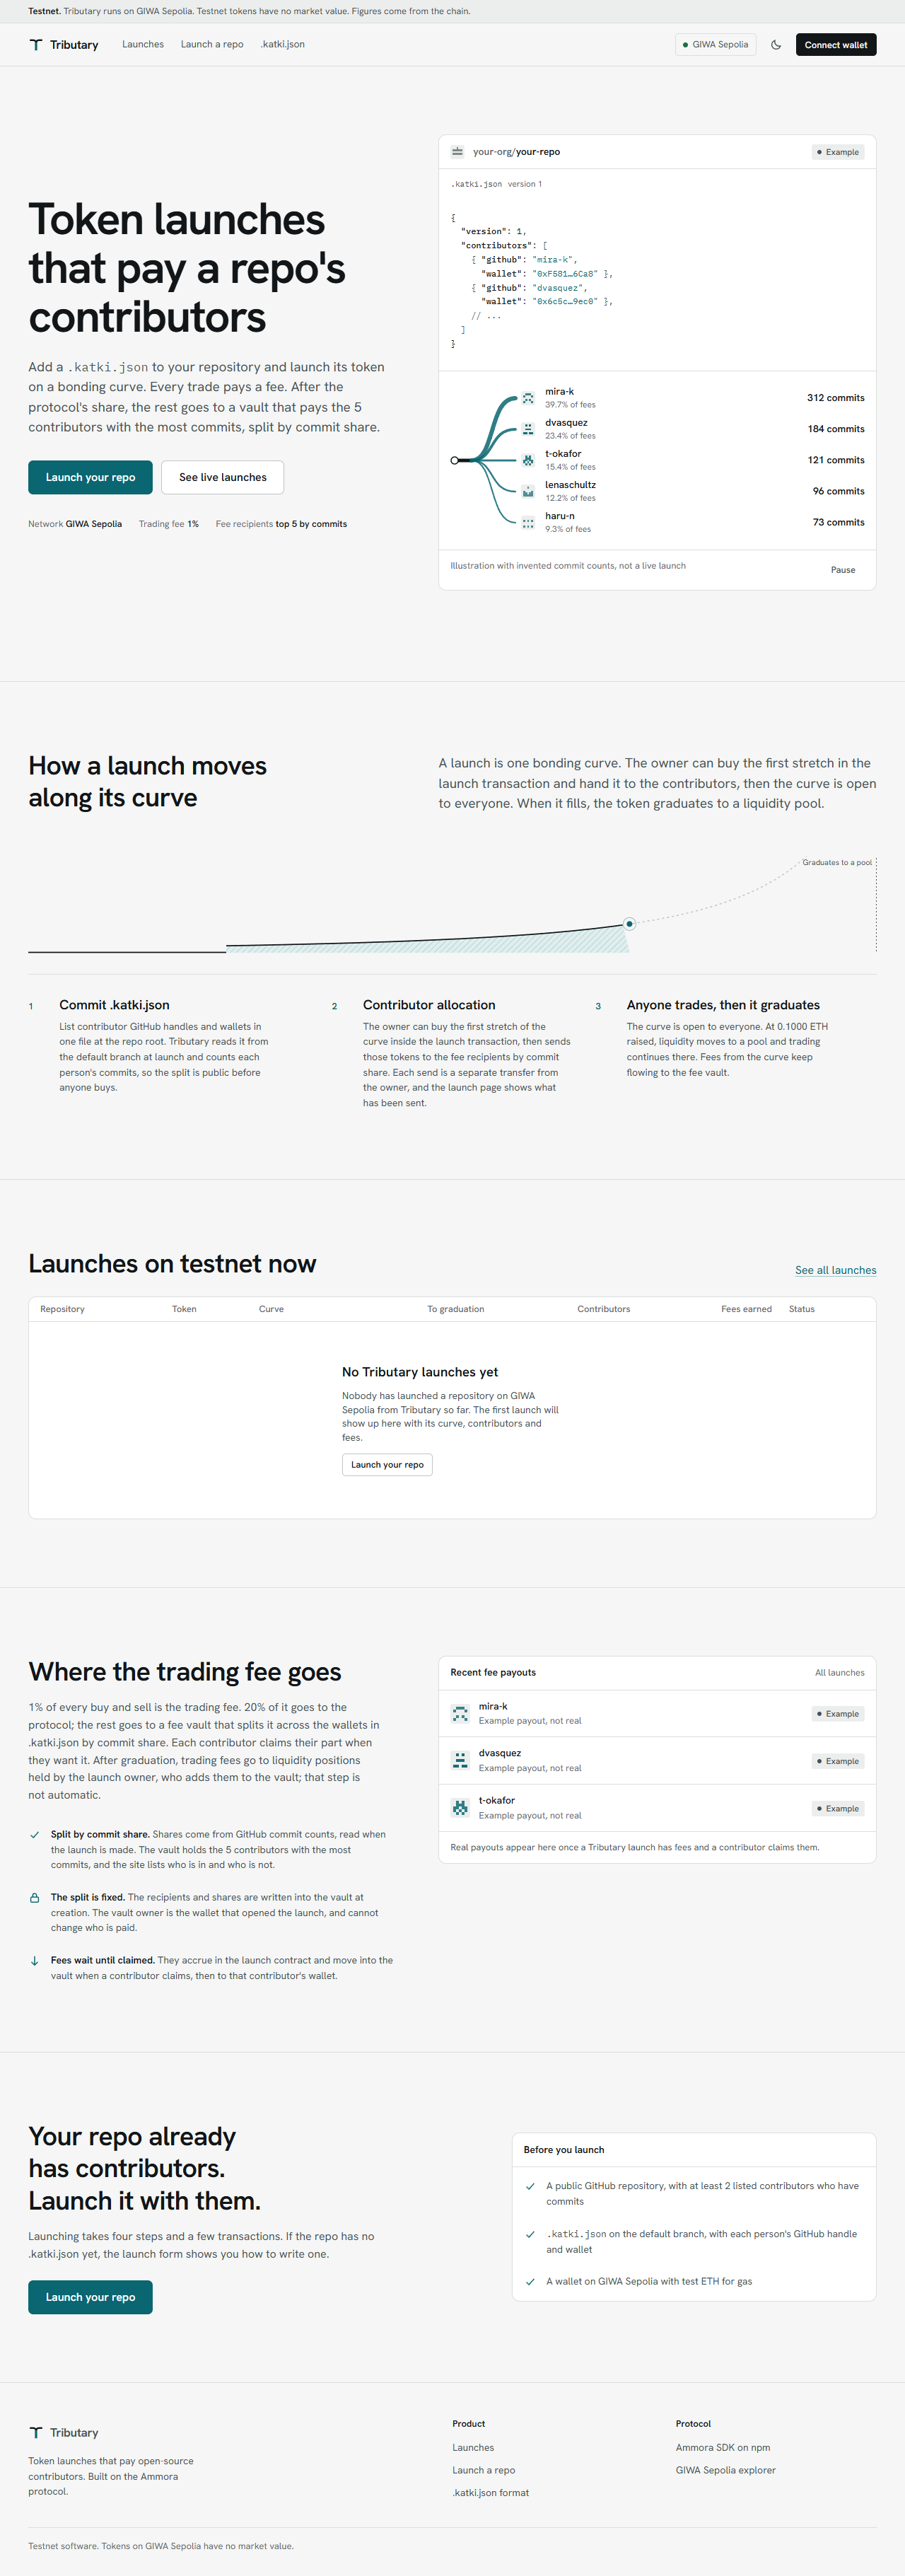 Testnet. Tributary runs on GIWA Sepolia. Testnet tokens have no market value. Figures come from the chain.
Tributary
Launches
Launch a repo
.katki.json
GIWA Sepolia
Connect wallet
Token launches
that pay a repo's
contributors
Add a .katki.json to your repository and launch its token
on a bonding curve. Every trade pays a fee. After the
protocol's share, the rest goes to a vault that pays the 5
contributors with the most commits, split by commit share.
Launch your repo
See live launches
Network GIWA Sepolia
Trading fee 1%
Fee recipients top 5 by commits
your-org/your-repo
Example
.katki.json version 1
{
"version": 1,
"contributors": [
{ "github": "mira-k",
"wallet": "0xF581…6Ca8" },
{ "github": "dvasquez",
"wallet": "0x6c5c…9ec0" },
// ...
]
}
mira-k
39.7% of fees
312 commits
dvasquez
23.4% of fees
184 commits
t-okafor
15.4% of fees
121 commits
lenaschultz
12.2% of fees
96 commits
haru-n
9.3% of fees
73 commits
Illustration with invented commit counts, not a live launch
Pause
How a launch moves
along its curve
A launch is one bonding curve. The owner can buy the first stretch in the
launch transaction and hand it to the contributors, then the curve is open
to everyone. When it fills, the token graduates to a liquidity pool.
Graduates to a pool
1
Commit .katki.json
List contributor GitHub handles and wallets in
one file at the repo root. Tributary reads it from
the default branch at launch and counts each
person's commits, so the split is public before
anyone buys.
2
Contributor allocation
The owner can buy the first stretch of the
curve inside the launch transaction, then sends
those tokens to the fee recipients by commit
share. Each send is a separate transfer from
the owner, and the launch page shows what
has been sent.
3
Anyone trades, then it graduates
The curve is open to everyone. At 0.1000 ETH
raised, liquidity moves to a pool and trading
continues there. Fees from the curve keep
flowing to the fee vault.
Launches on testnet now
See all launches
Repository
Token
Curve
To graduation
Contributors
Fees earned
Status
No Tributary launches yet
Nobody has launched a repository on GIWA
Sepolia from Tributary so far. The first launch will
show up here with its curve, contributors and
fees.
Launch your repo
Where the trading fee goes
1% of every buy and sell is the trading fee. 20% of it goes to the
protocol; the rest goes to a fee vault that splits it across the wallets in
.katki.json by commit share. Each contributor claims their part when
they want it. After graduation, trading fees go to liquidity positions
held by the launch owner, who adds them to the vault; that step is
not automatic.
Split by commit share. Shares come from GitHub commit counts, read when
the launch is made. The vault holds the 5 contributors with the most
commits, and the site lists who is in and who is not.
The split is fixed. The recipients and shares are written into the vault at
creation. The vault owner is the wallet that opened the launch, and cannot
change who is paid.
Fees wait until claimed. They accrue in the launch contract and move into the
vault when a contributor claims, then to that contributor's wallet.
Recent fee payouts
All launches
mira-k
Example payout, not real
Example
dvasquez
Example payout, not real
Example
t-okafor
Example payout, not real
Example
Real payouts appear here once a Tributary launch has fees and a contributor claims them.
Your repo already
has contributors.
Launch it with them.
Launching takes four steps and a few transactions. If the repo has no
.katki.json yet, the launch form shows you how to write one.
Launch your repo
Before you launch
A public GitHub repository, with at least 2 listed contributors who have
commits
.katki.json on the default branch, with each person's GitHub handle
and wallet
A wallet on GIWA Sepolia with test ETH for gas
Tributary
Token launches that pay open-source
contributors. Built on the Ammora
protocol.
Product
Launches
Launch a repo
.katki.json format
Protocol
Ammora SDK on npm
GIWA Sepolia explorer
Testnet software. Tokens on GIWA Sepolia have no market value.